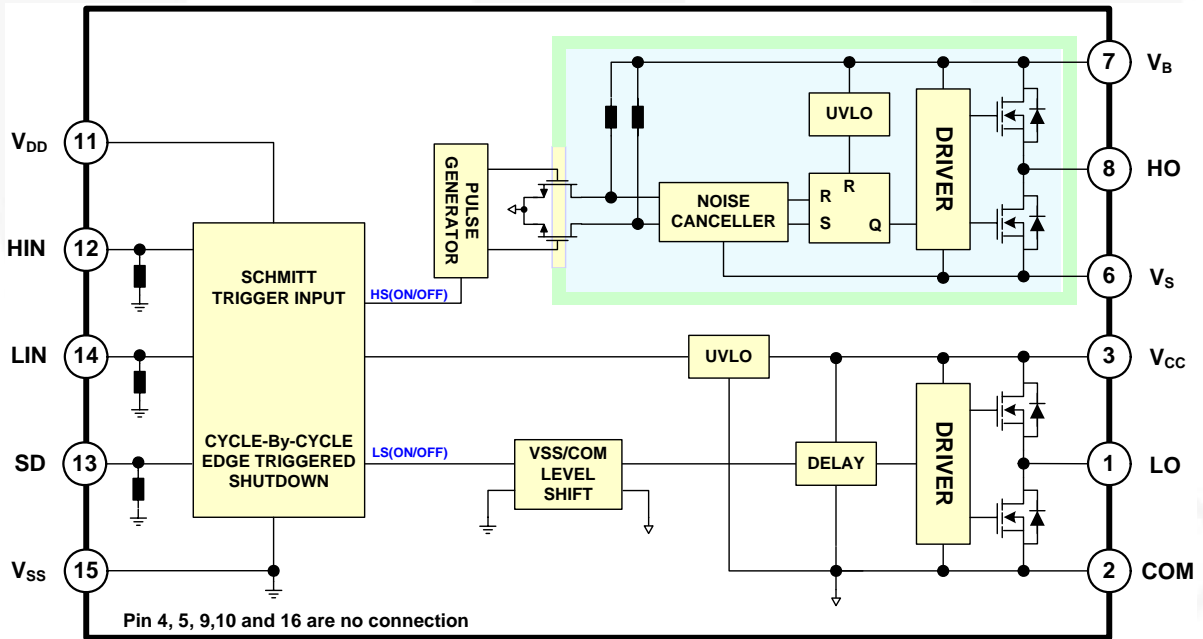 7
VB
UVLO
VDD
11
DRIVER
PULSE
GENERATOR
8
HO
R
R
NOISE
CANCELLER
S
Q
HIN
12
SCHMITT
TRIGGER INPUT
HS(ON/OFF)
6
VS
LIN
14
UVLO
3
VCC
DRIVER
CYCLE-By-CYCLE
EDGE TRIGGERED
SHUTDOWN
SD
13
LS(ON/OFF)
VSS/COM
LEVEL
SHIFT
DELAY
1
LO
VSS
15
2
COM
Pin 4, 5, 9,10 and 16 are no connection